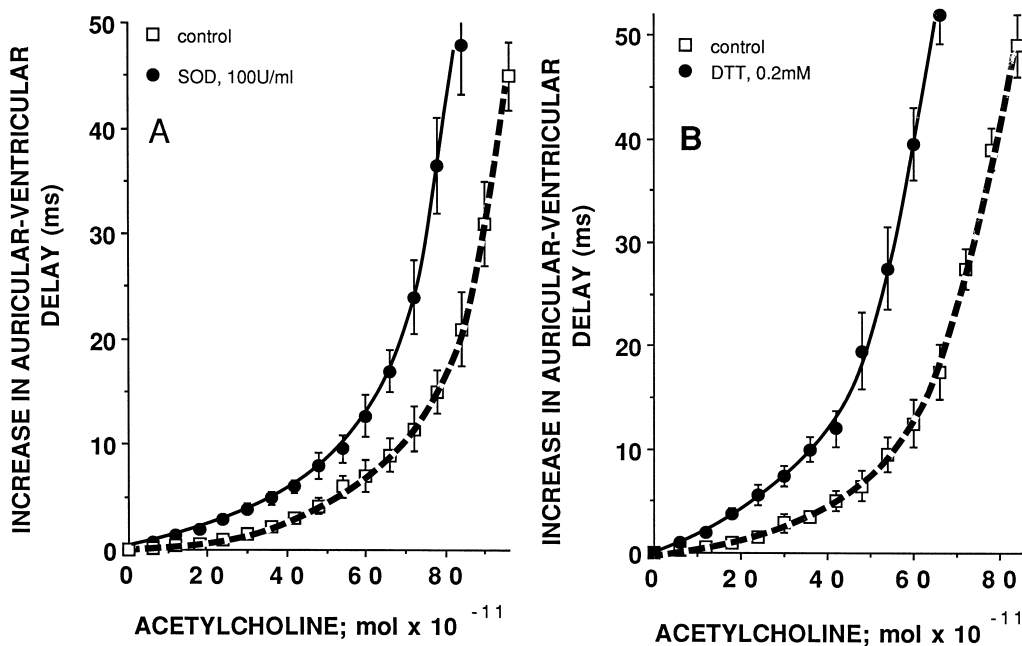 INCREASE IN AURICULAR-VENTRICULAR
DELAY (ms)
50
40
30
20
10
0
control
SOD, 100U/ml
A
0 20 40 60 80
ACETYLCHOLINE; mol x 10 -11
INCREASE IN AURICULAR-VENTRICULAR
DELAY (ms)
50
40
30
20
10
0
control
DTT, 0.2mM
B
0 20 40 60 80
ACETYLCHOLINE; mol x 10 -11